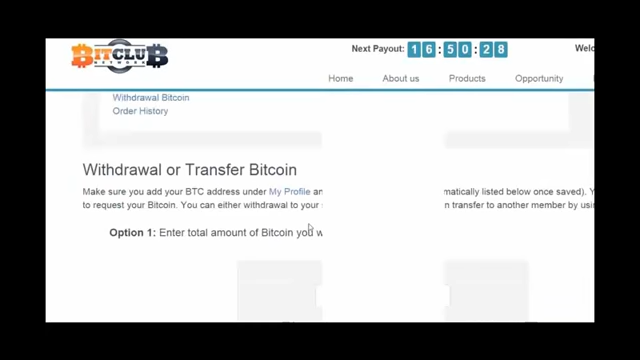 BITCLUB
NETWORK
Next Payout: 16:50:28
Welc
Home About us Products Opportunity
Withdrawal Bitcoin
Order History
Withdrawal or Transfer Bitcoin
Make sure you add your BTC address under My Profile an matically listed below once saved). Y
to request your Bitcoin. You can either withdrawal to your n transfer to another member by usin
Option 1: Enter total amount of Bitcoin you w